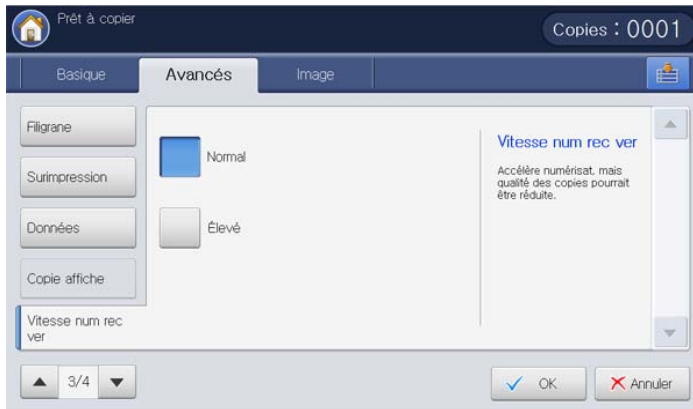 Prêt à copier
Copies : 0001
Basique
Avancés
Image
Filigrane
Surimpression
Données
Copie affiche
Vitesse num rec
ver
3/4
Normal
Élevé
Vitesse num rec ver
Accélère numérisat. mais
qualité des copies pourrait
être réduite.
OK
Annuler